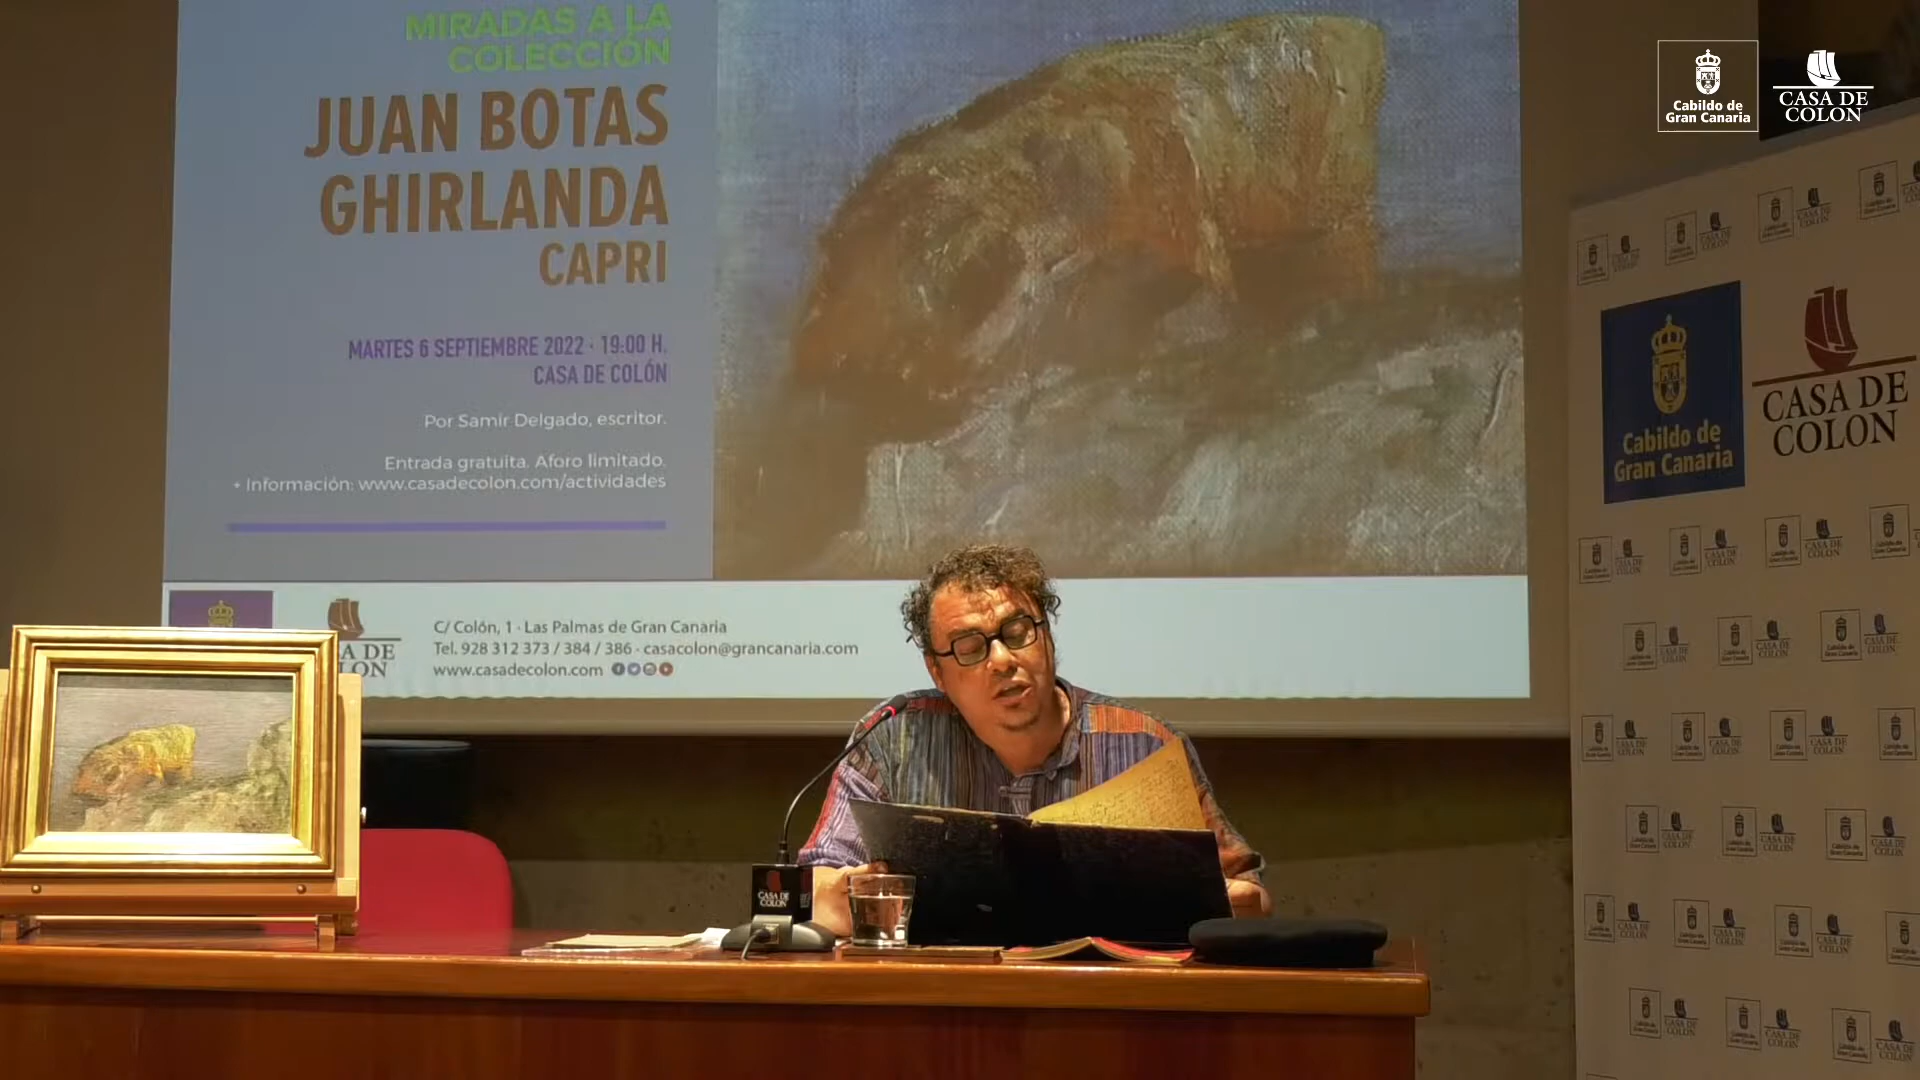 MIRADAS A LA
COLECCIÓN
JUAN BOTAS
GHIRLANDA
CAPRI
MARTES 6 SEPTIEMBRE 2022 · 19:00 H.
CASA DE COLÓN
Por Samir Delgado, escritor.
Entrada gratuita. Aforo limitado.
+ Información: www.casadecolon.com/actividades
C/ Colón, 1 · Las Palmas de Gran Canaria
Tel. 928 312 373 / 384 / 386 · casacolon@grancanaria.com
www.casadecolon.com
A DE
ON
Cabildo de
Gran Canaria
CASA DE
COLON
Cabildo de
Gran Canaria
CASA DE
COLON
CASA DE
COLON